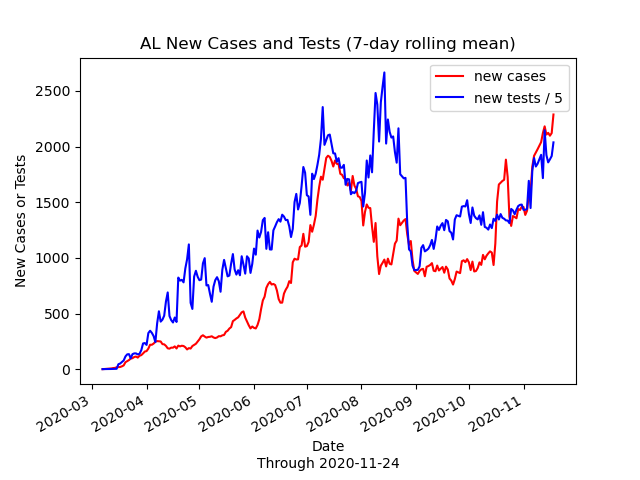 AL New Cases and Tests (7-day rolling mean)
new cases
new tests / 5
New Cases or Tests
2500
2000
1500
1000
500
0
2020-03
2020-04
2020-05
2020-06
2020-07
2020-08
2020-09
2020-10
2020-11
Date
Through 2020-11-24